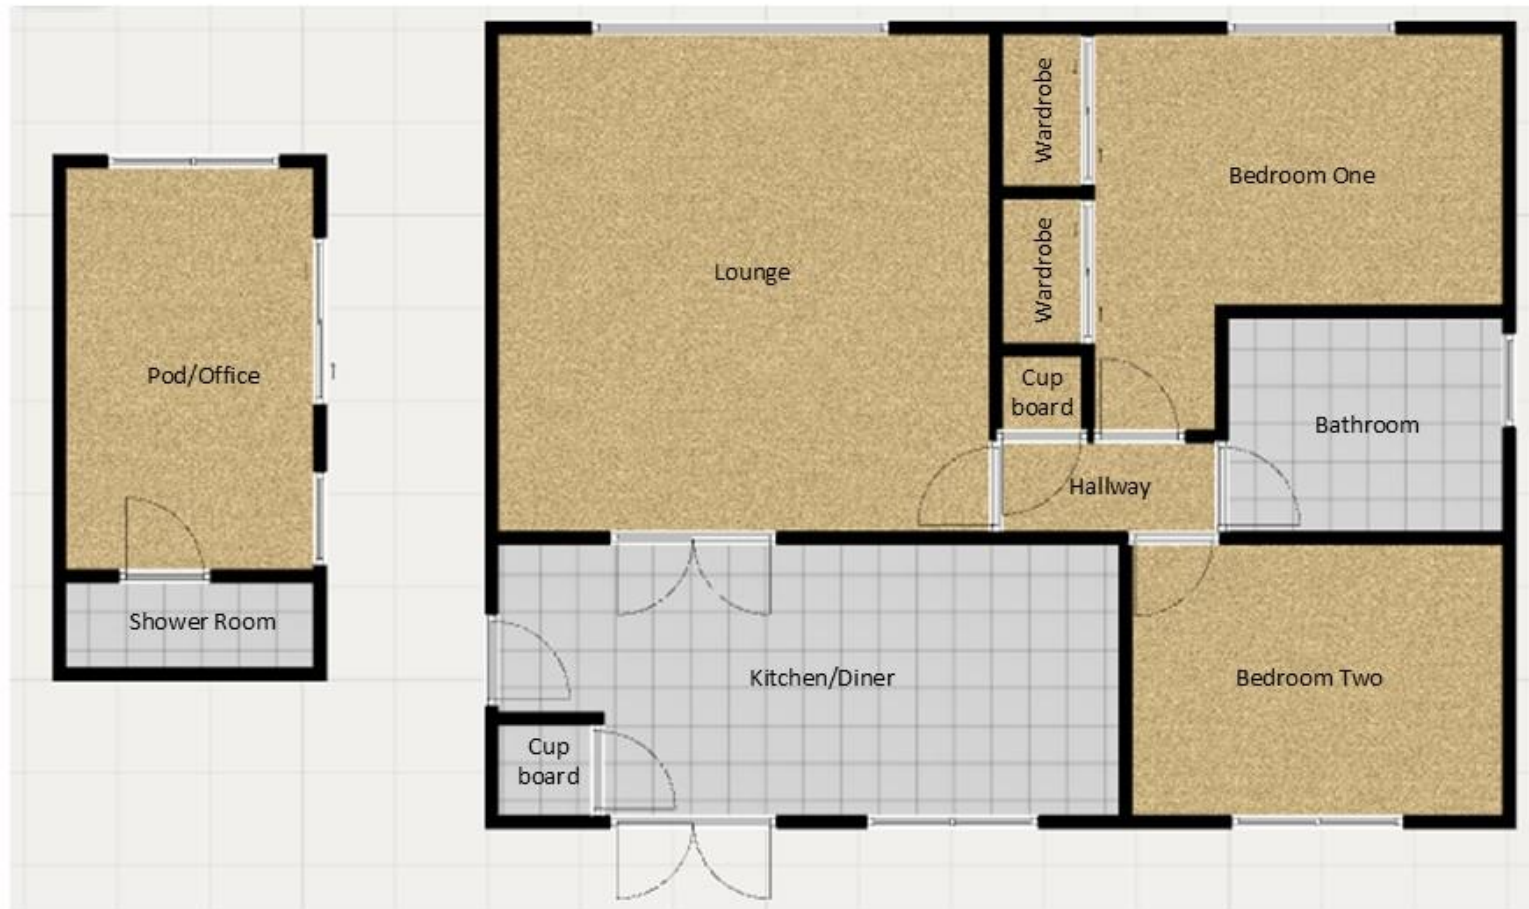 Wardrobe
Bedroom One
Wardrobe
Lounge
Pod/Office
Cup
board
Bathroom
Hallway
Shower Room
Kitchen/Diner
Bedroom Two
Cup
board